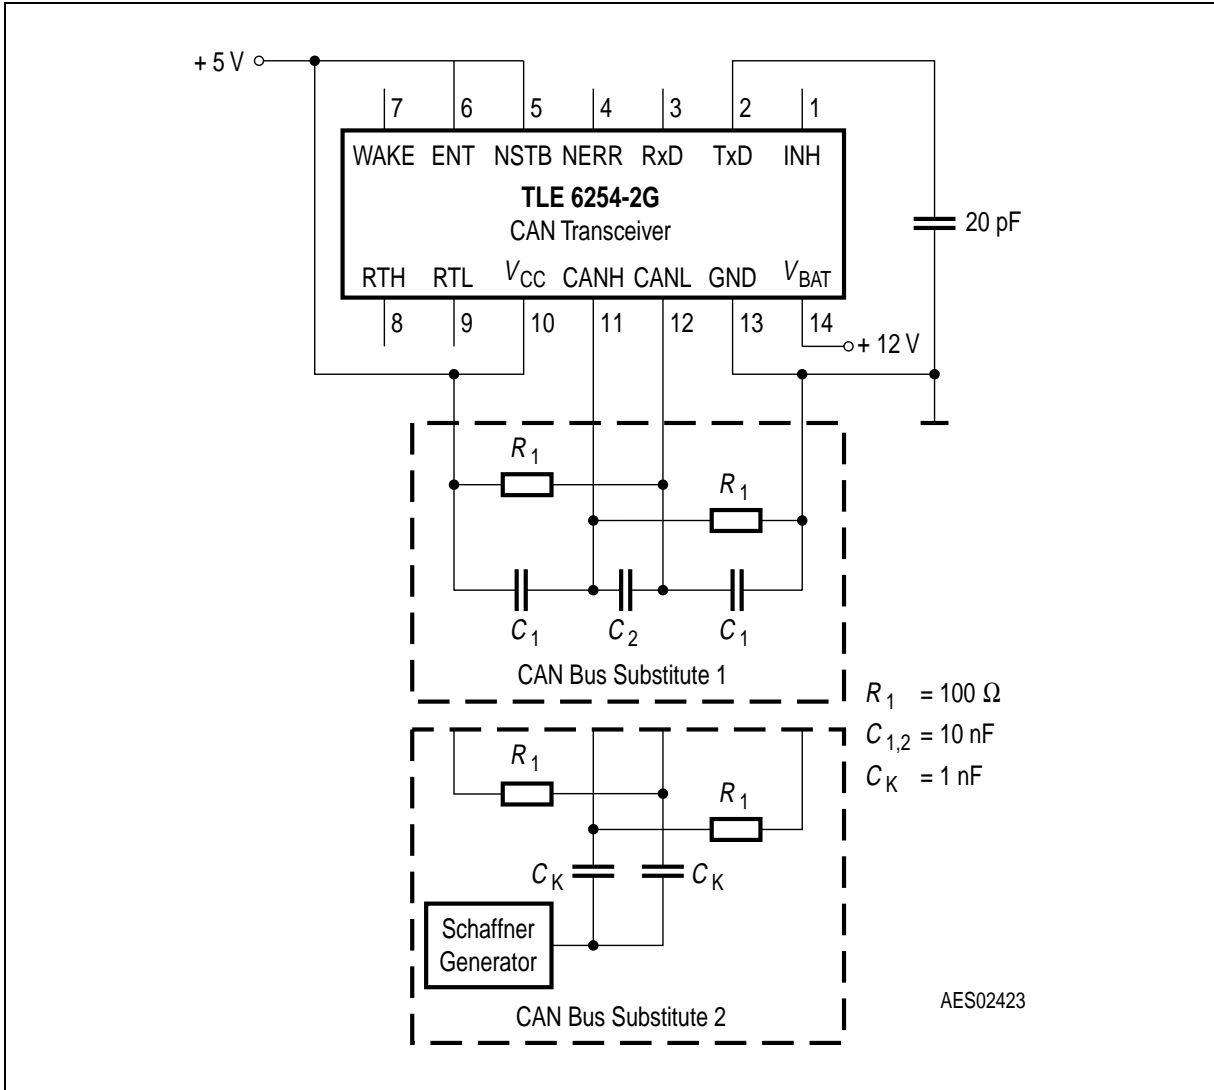 + 5 V
7 6 5 4 3 2 1
WAKE ENT NSTB NERR RxD TxD INH
TLE 6254-2G
CAN Transceiver
20 pF
RTH RTL VCC CANH CANL GND VBAT
8 9 10 11 12 13 14
+ 12 V
R1
R1
C1 C2 C1
CAN Bus Substitute 1
R1 = 100 Ω
C1,2 = 10 nF
CK = 1 nF
R1
R1
CK CK
Schaffner
Generator
CAN Bus Substitute 2
AES02423